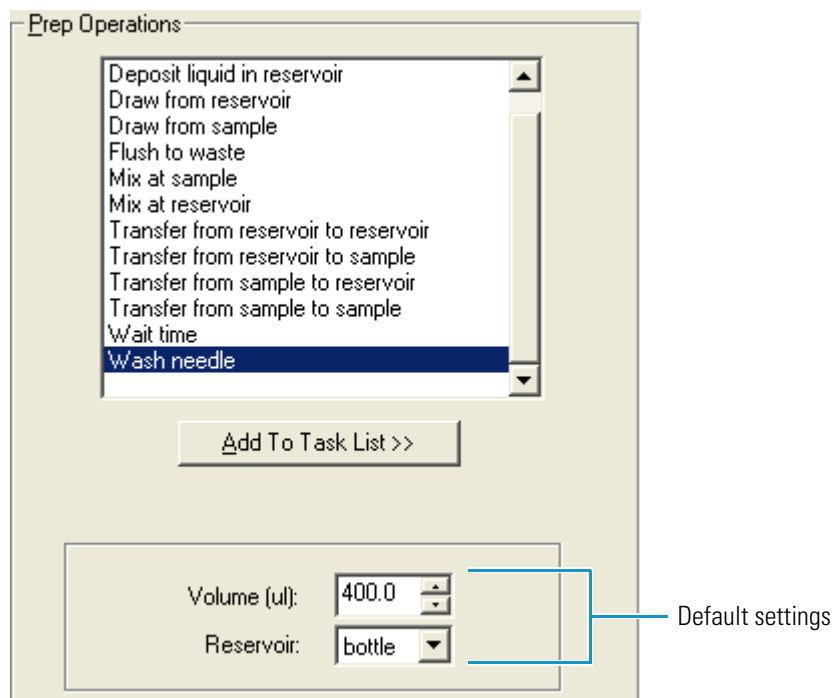 Prep Operations
Deposit liquid in reservoir
Draw from reservoir
Draw from sample
Flush to waste
Mix at sample
Mix at reservoir
Transfer from reservoir to reservoir
Transfer from reservoir to sample
Transfer from sample to reservoir
Transfer from sample to sample
Wait time
Wash needle
Add To Task List >>
Volume (ul): 400.0
Reservoir: bottle
Default settings